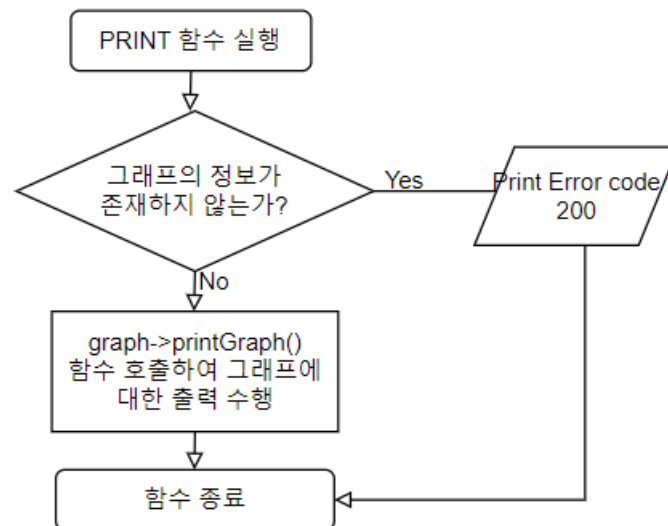 PRINT 함수 실행
그래프의 정보가
존재하지 않는가?
Yes
Print Error code
200
No
graph->printGraph()
함수 호출하여 그래프에
대한 출력 수행
함수 종료